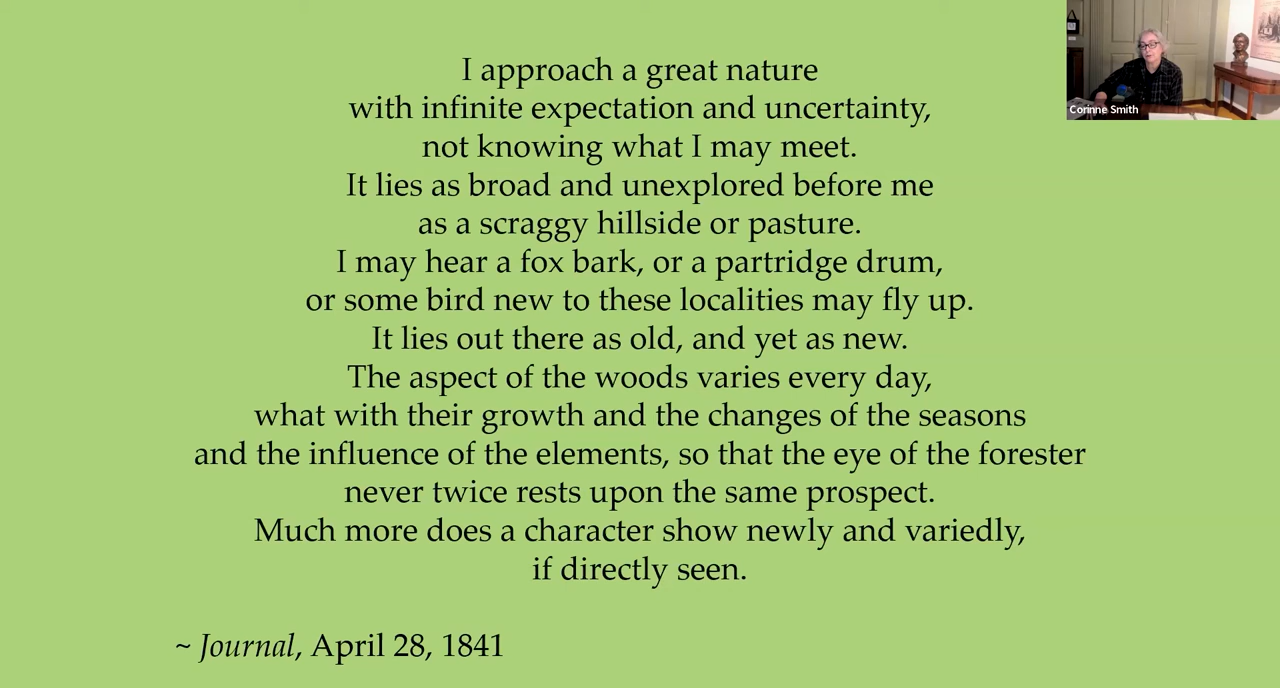 I approach a great nature
with infinite expectation and uncertainty,
not knowing what I may meet.
It lies as broad and unexplored before me
as a scraggy hillside or pasture.
I may hear a fox bark, or a partridge drum,
or some bird new to these localities may fly up.
It lies out there as old, and yet as new.
The aspect of the woods varies every day,
what with their growth and the changes of the seasons
and the influence of the elements, so that the eye of the forester
never twice rests upon the same prospect.
Much more does a character show newly and variedly,
if directly seen.
~ Journal, April 28, 1841
Corinne Smith